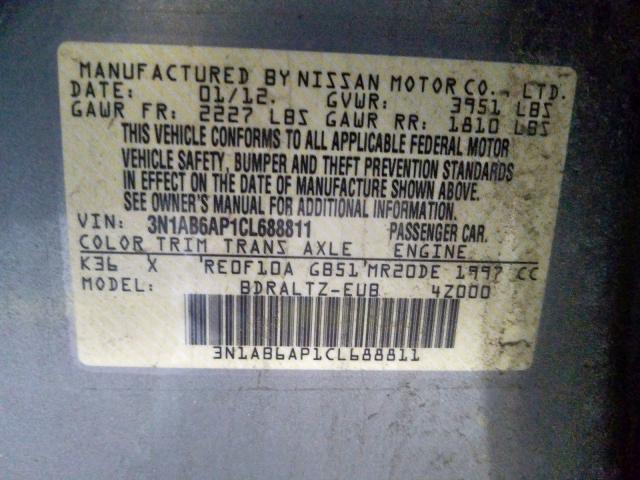 MANUFACTURED BY NISSAN MOTOR CO., LTD.
DATE: 01/12. GVWR: 3951 LBS
GAWR FR: 2227 LBS GAWR RR: 1810 LBS
THIS VEHICLE CONFORMS TO ALL APPLICABLE FEDERAL MOTOR
VEHICLE SAFETY, BUMPER AND THEFT PREVENTION STANDARDS
IN EFFECT ON THE DATE OF MANUFACTURE SHOWN ABOVE.
SEE OWNER'S MANUAL FOR ADDITIONAL INFORMATION.
VIN: 3N1AB6AP1CL688811 PASSENGER CAR.
COLOR TRIM TRANS AXLE ENGINE
K36 X RE0F10A GB51 MR20DE 1997 CC
MODEL: BDRALTZ-EUB 4Z000
3N1AB6AP1CL688811